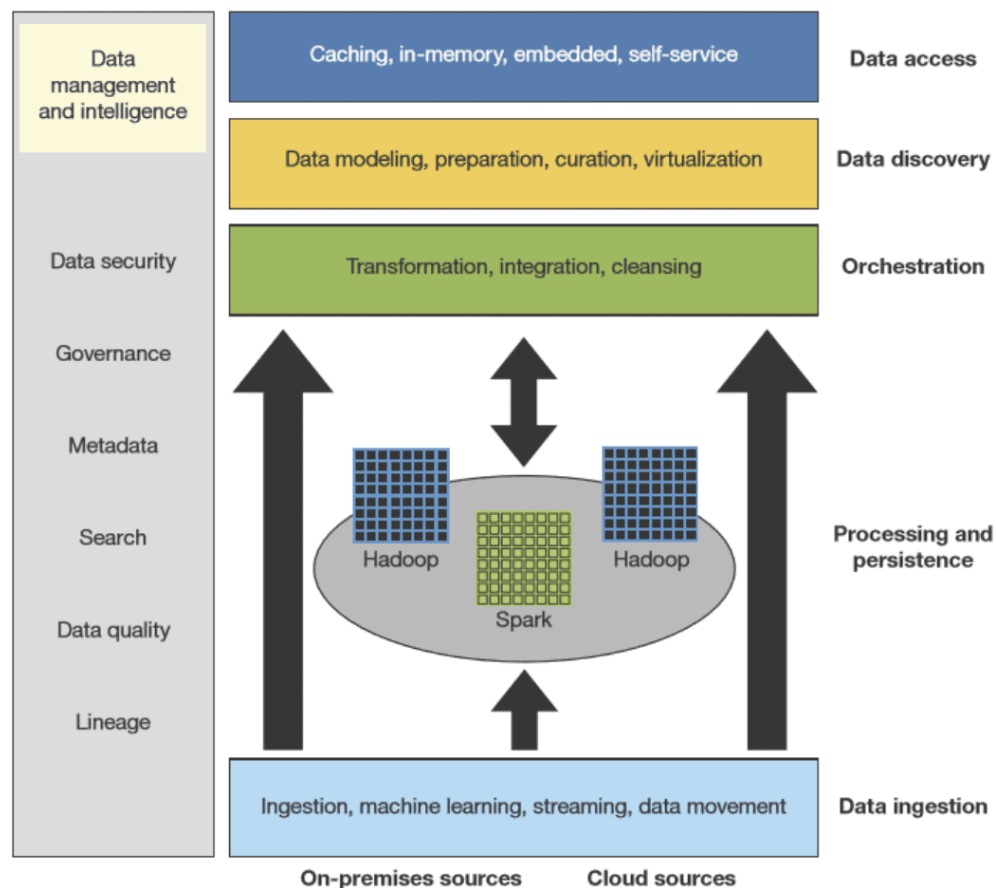 Data
management
and intelligence
Data security
Governance
Metadata
Search
Data quality
Lineage
Caching, in-memory, embedded, self-service
Data access
Data modeling, preparation, curation, virtualization
Data discovery
Transformation, integration, cleansing
Orchestration
Hadoop
Hadoop
Spark
Processing and
persistence
Ingestion, machine learning, streaming, data movement
Data ingestion
On-premises sources
Cloud sources